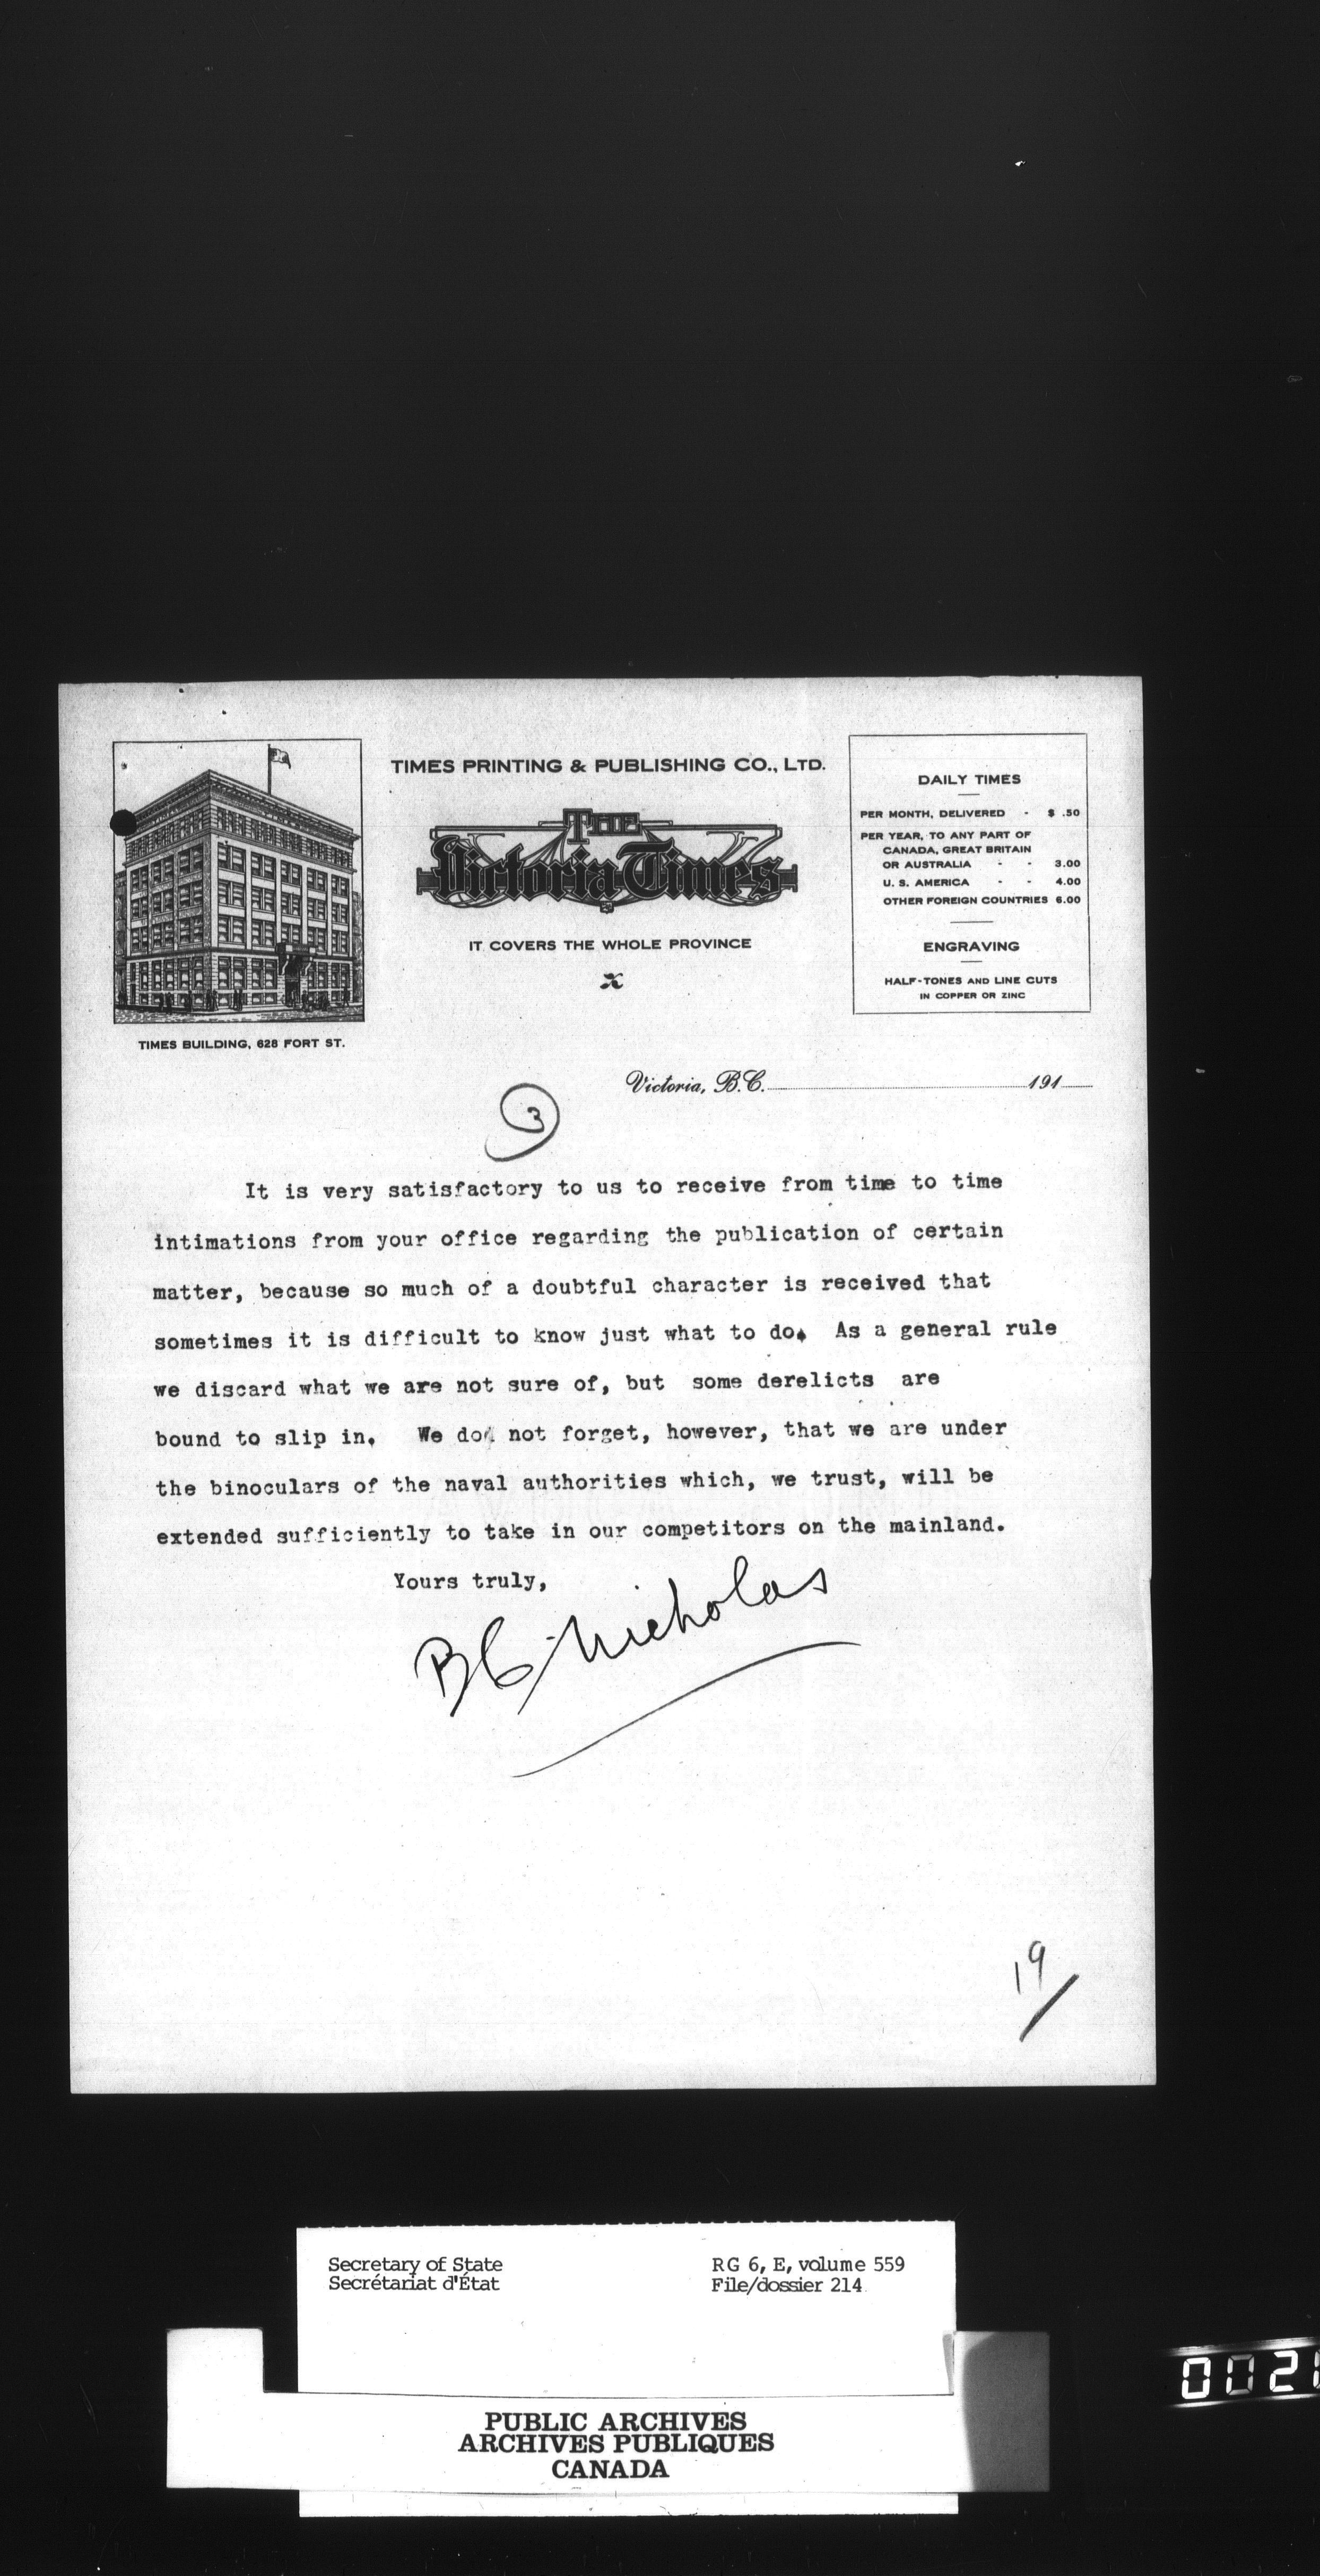 TIMES PRINTING & PUBLISHING CO., LTD.
THE
Victoria Times
IT COVERS THE WHOLE PROVINCE
TIMES BUILDING, 628 FORT ST.
DAILY TIMES
PER MONTH, DELIVERED - $ .50
PER YEAR, TO ANY PART OF
CANADA, GREAT BRITAIN
OR AUSTRALIA - - 3.00
U. S. AMERICA - - 4.00
OTHER FOREIGN COUNTRIES 6.00
ENGRAVING
HALF-TONES AND LINE CUTS
IN COPPER OR ZINC
Victoria, B.C. 191
3
It is very satisfactory to us to receive from time to time
intimations from your office regarding the publication of certain
matter, because so much of a doubtful character is received that
sometimes it is difficult to know just what to do. As a general rule
we discard what we are not sure of, but some derelicts are
bound to slip in. We do not forget, however, that we are under
the binoculars of the naval authorities which, we trust, will be
extended sufficiently to take in our competitors on the mainland.
Yours truly,
B C Nicholas
19
Secretary of State
Secrétariat d'État
RG 6, E, volume 559
File/dossier 214
PUBLIC ARCHIVES
ARCHIVES PUBLIQUES
CANADA
0021